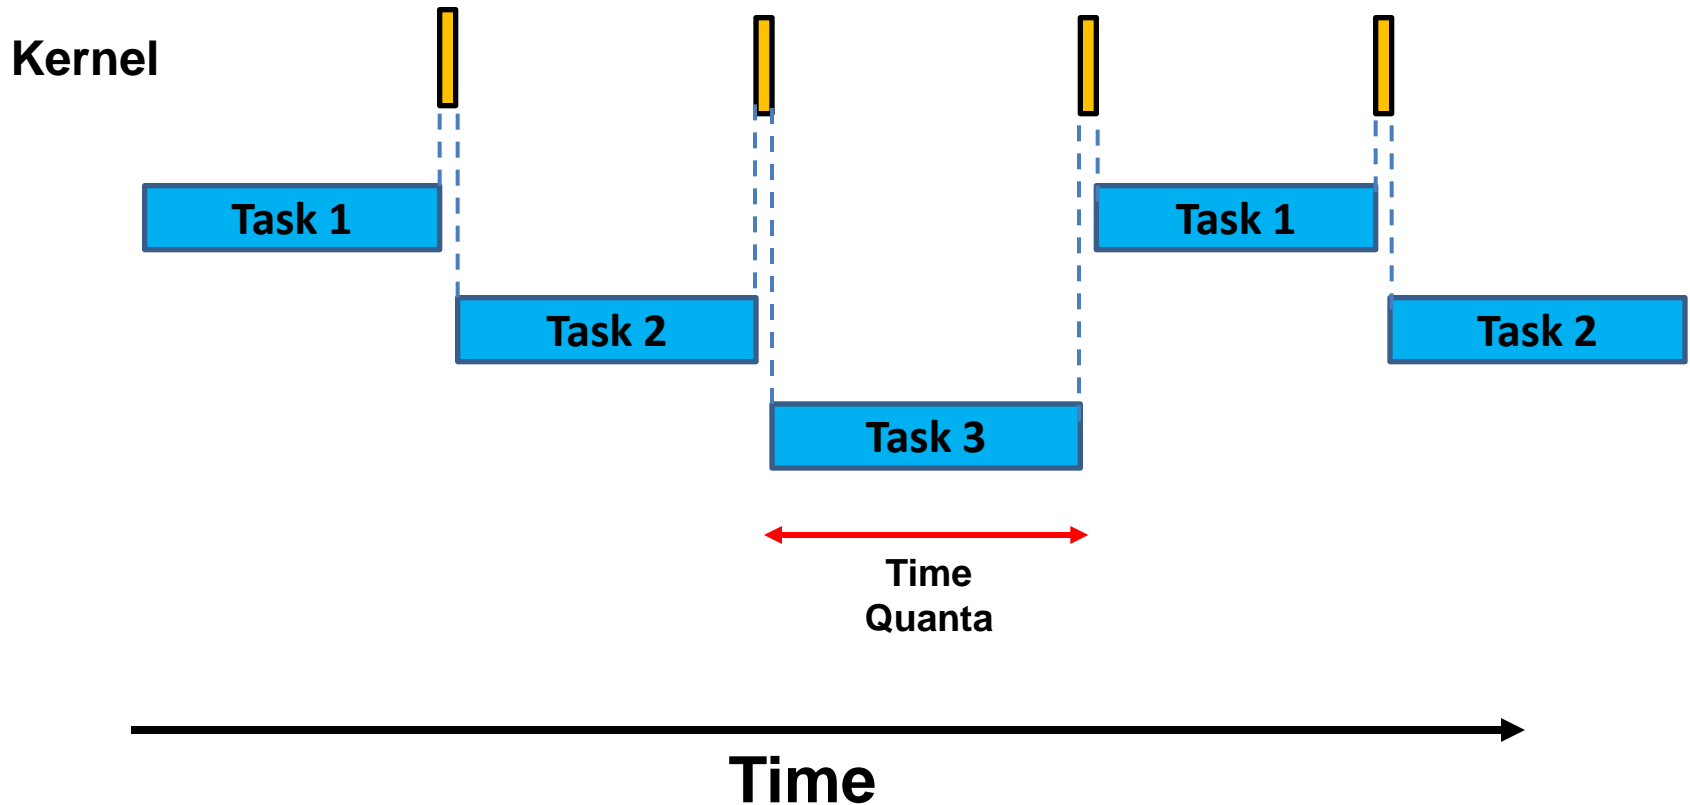 Kernel
Task 1
Task 1
Task 2
Task 2
Task 3
Time
Quanta
Time